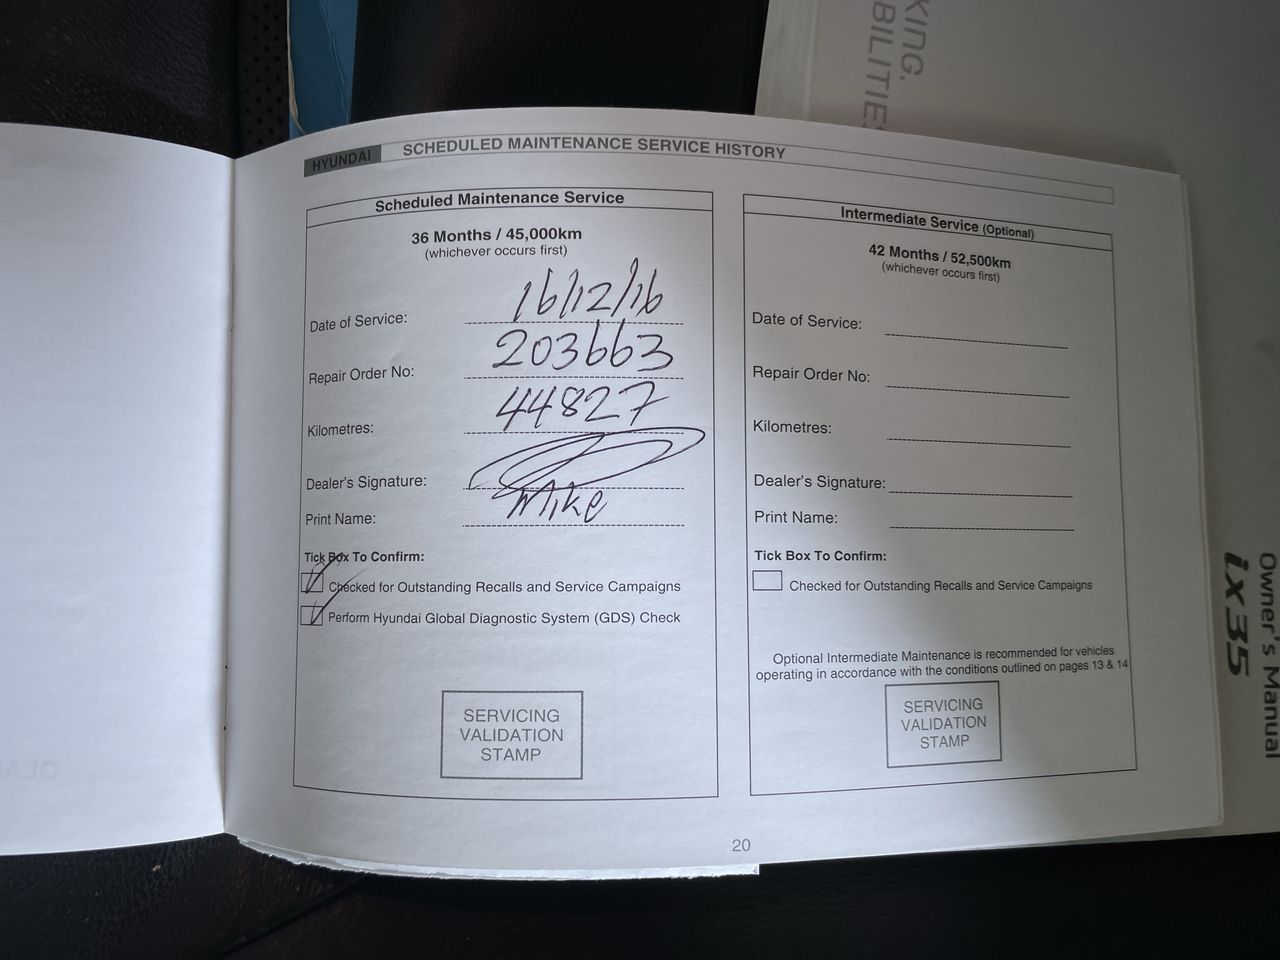 KING.
BILITIE
HYUNDAI
SCHEDULED MAINTENANCE SERVICE HISTORY
Scheduled Maintenance Service
36 Months / 45,000km
(whichever occurs first)
Date of Service: 16/12/16
Repair Order No: 203663
Kilometres: 44827
Dealer's Signature:
Print Name: Mike
Tick Box To Confirm:
Checked for Outstanding Recalls and Service Campaigns
Perform Hyundai Global Diagnostic System (GDS) Check
SERVICING
VALIDATION
STAMP
Intermediate Service (Optional)
42 Months / 52,500km
(whichever occurs first)
Date of Service:
Repair Order No:
Kilometres:
Dealer's Signature:
Print Name:
Tick Box To Confirm:
Checked for Outstanding Recalls and Service Campaigns
Optional Intermediate Maintenance is recommended for vehicles
operating in accordance with the conditions outlined on pages 13 & 14
SERVICING
VALIDATION
STAMP
20
Owner's Manual
ix35